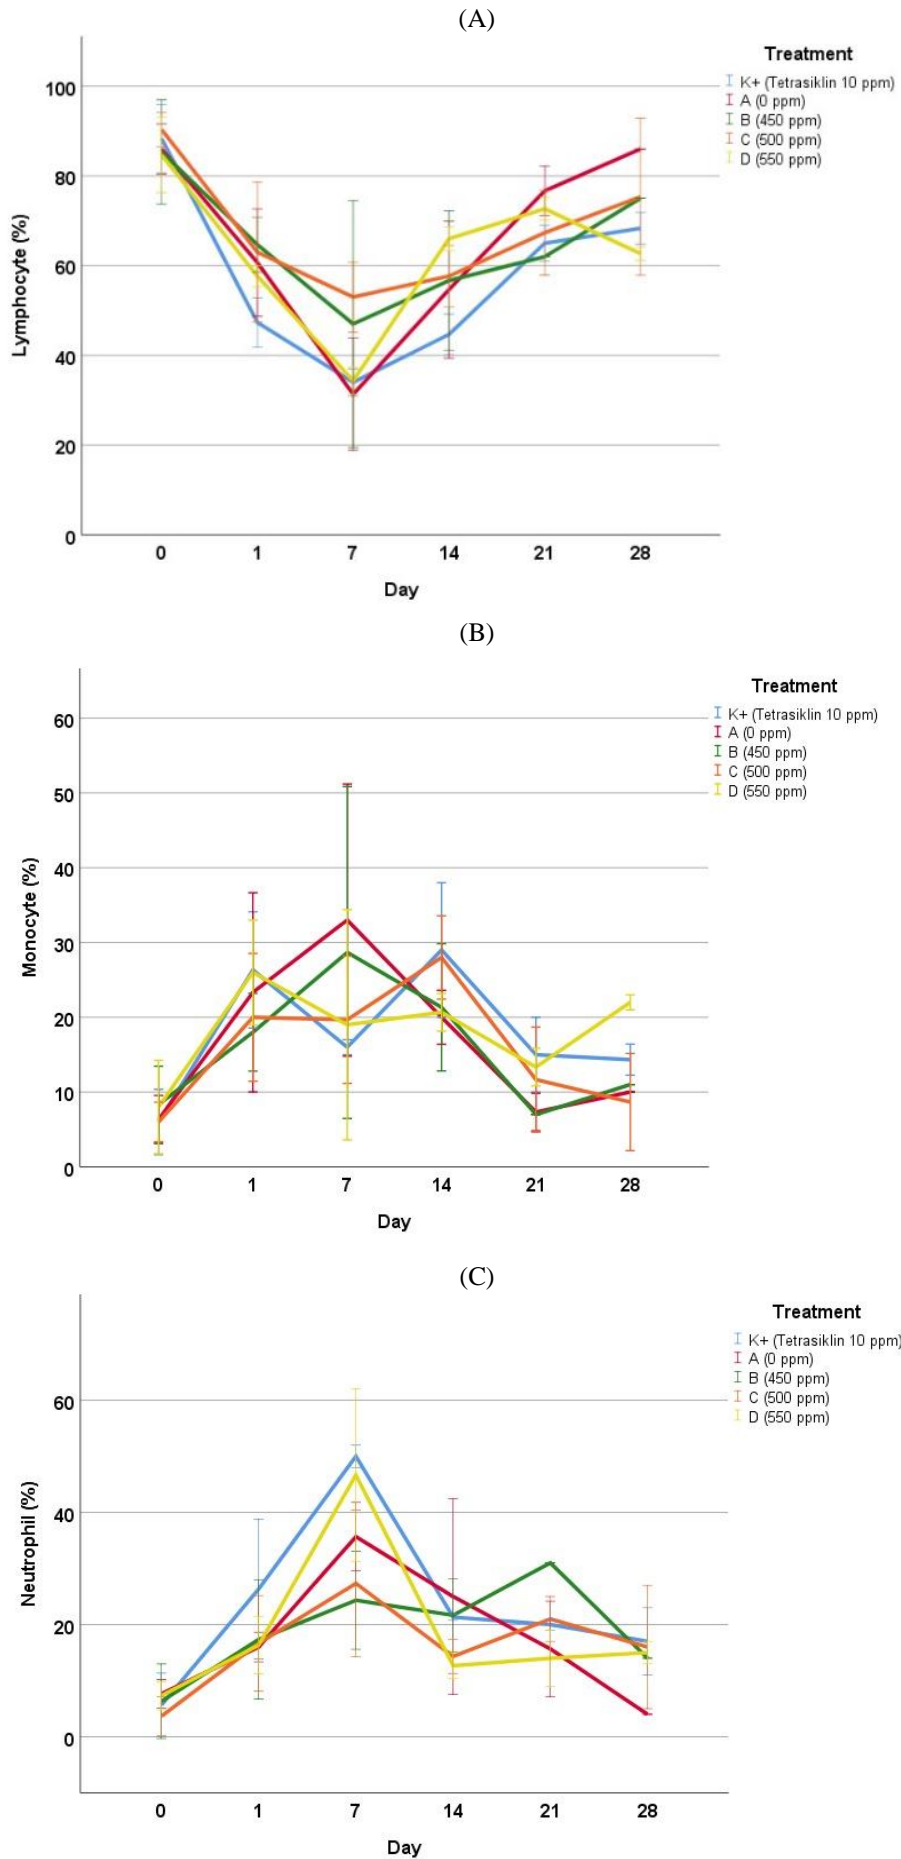 (A)
Treatment
K+ (Tetrasiklin 10 ppm)
A (0 ppm)
B (450 ppm)
C (500 ppm)
D (550 ppm)
Lymphocyte (%)
100
80
60
40
20
0
0 1 7 14 21 28
Day
(B)
Treatment
K+ (Tetrasiklin 10 ppm)
A (0 ppm)
B (450 ppm)
C (500 ppm)
D (550 ppm)
Monocyte (%)
60
50
40
30
20
10
0
0 1 7 14 21 28
Day
(C)
Treatment
K+ (Tetrasiklin 10 ppm)
A (0 ppm)
B (450 ppm)
C (500 ppm)
D (550 ppm)
Neutrophil (%)
60
40
20
0
0 1 7 14 21 28
Day